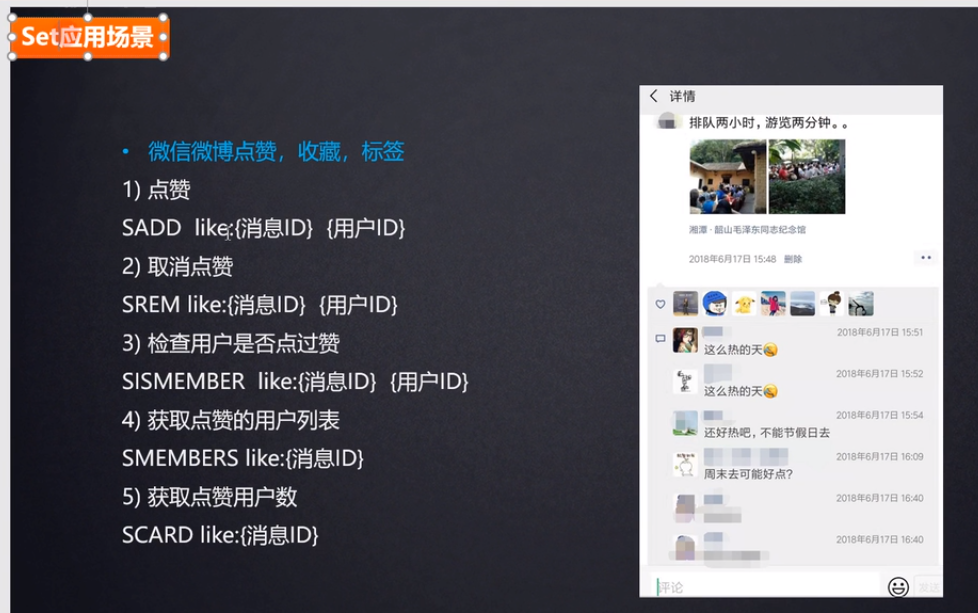 Set应用场景
• 微信微博点赞，收藏，标签
1) 点赞
SADD like:{消息ID} {用户ID}
2) 取消点赞
SREM like:{消息ID} {用户ID}
3) 检查用户是否点过赞
SISMEMBER like:{消息ID} {用户ID}
4) 获取点赞的用户列表
SMEMBERS like:{消息ID}
5) 获取点赞用户数
SCARD like:{消息ID}
详情
排队两小时，游览两分钟。。
湘潭·韶山毛泽东同志纪念馆
2018年6月17日 15:48 删除
2018年6月17日 15:51
这么热的天
2018年6月17日 15:52
这么热的天
2018年6月17日 15:54
还好热吧，不能节假日去
2018年6月17日 16:09
周末去可能好点?
2018年6月17日 16:40
2018年6月17日 16:40
评论
发送